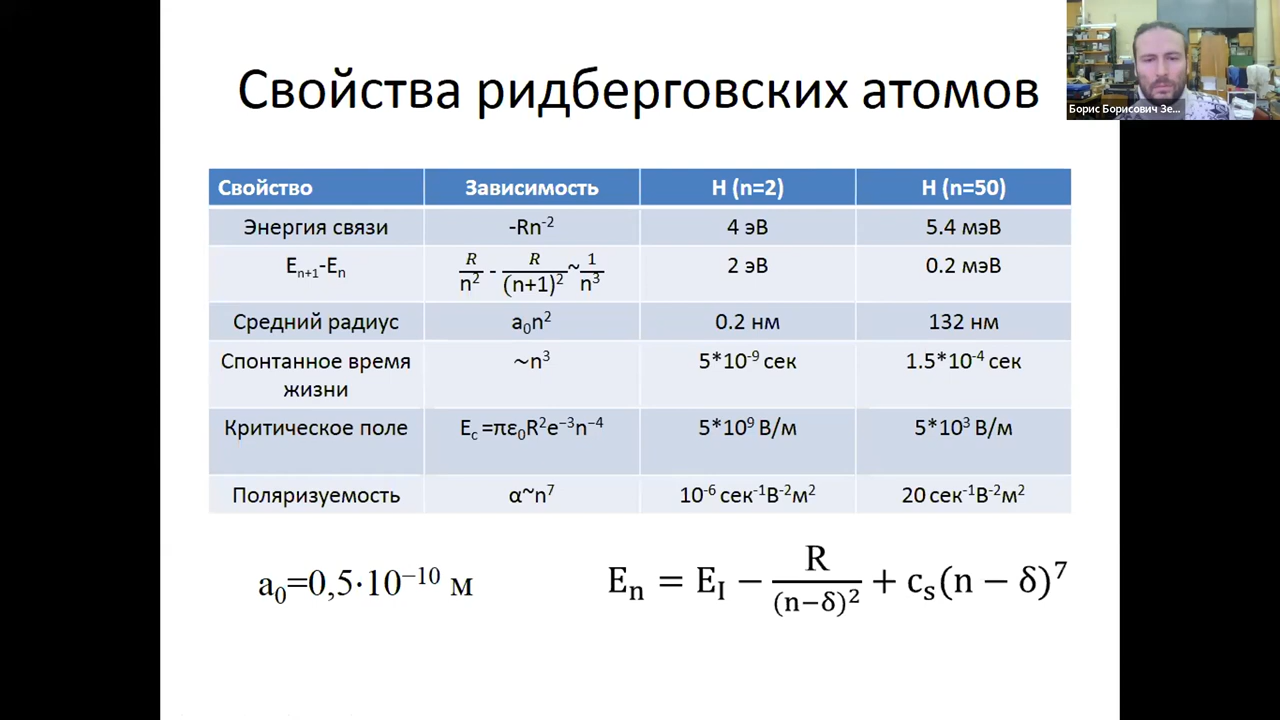 Борис Борисович Зе...
Свойства ридберговских атомов
Свойство Зависимость H (n=2) H (n=50)
Энергия связи -Rn⁻² 4 эВ 5.4 мэВ
Eₙ₊₁-Eₙ R/n² - R/(n+1)² ~ 1/n³ 2 эВ 0.2 мэВ
Средний радиус a₀n² 0.2 нм 132 нм
Спонтанное время
жизни ~n³ 5*10⁻⁹ сек 1.5*10⁻⁴ сек
Критическое поле E_c =πε₀R²e⁻³n⁻⁴ 5*10⁹ В/м 5*10³ В/м
Поляризуемость α~n⁷ 10⁻⁶ сек⁻¹В⁻²м² 20 сек⁻¹В⁻²м²
a₀=0,5·10⁻¹⁰ м
Eₙ = E_I − R/(n−δ)² + cₛ(n − δ)⁷